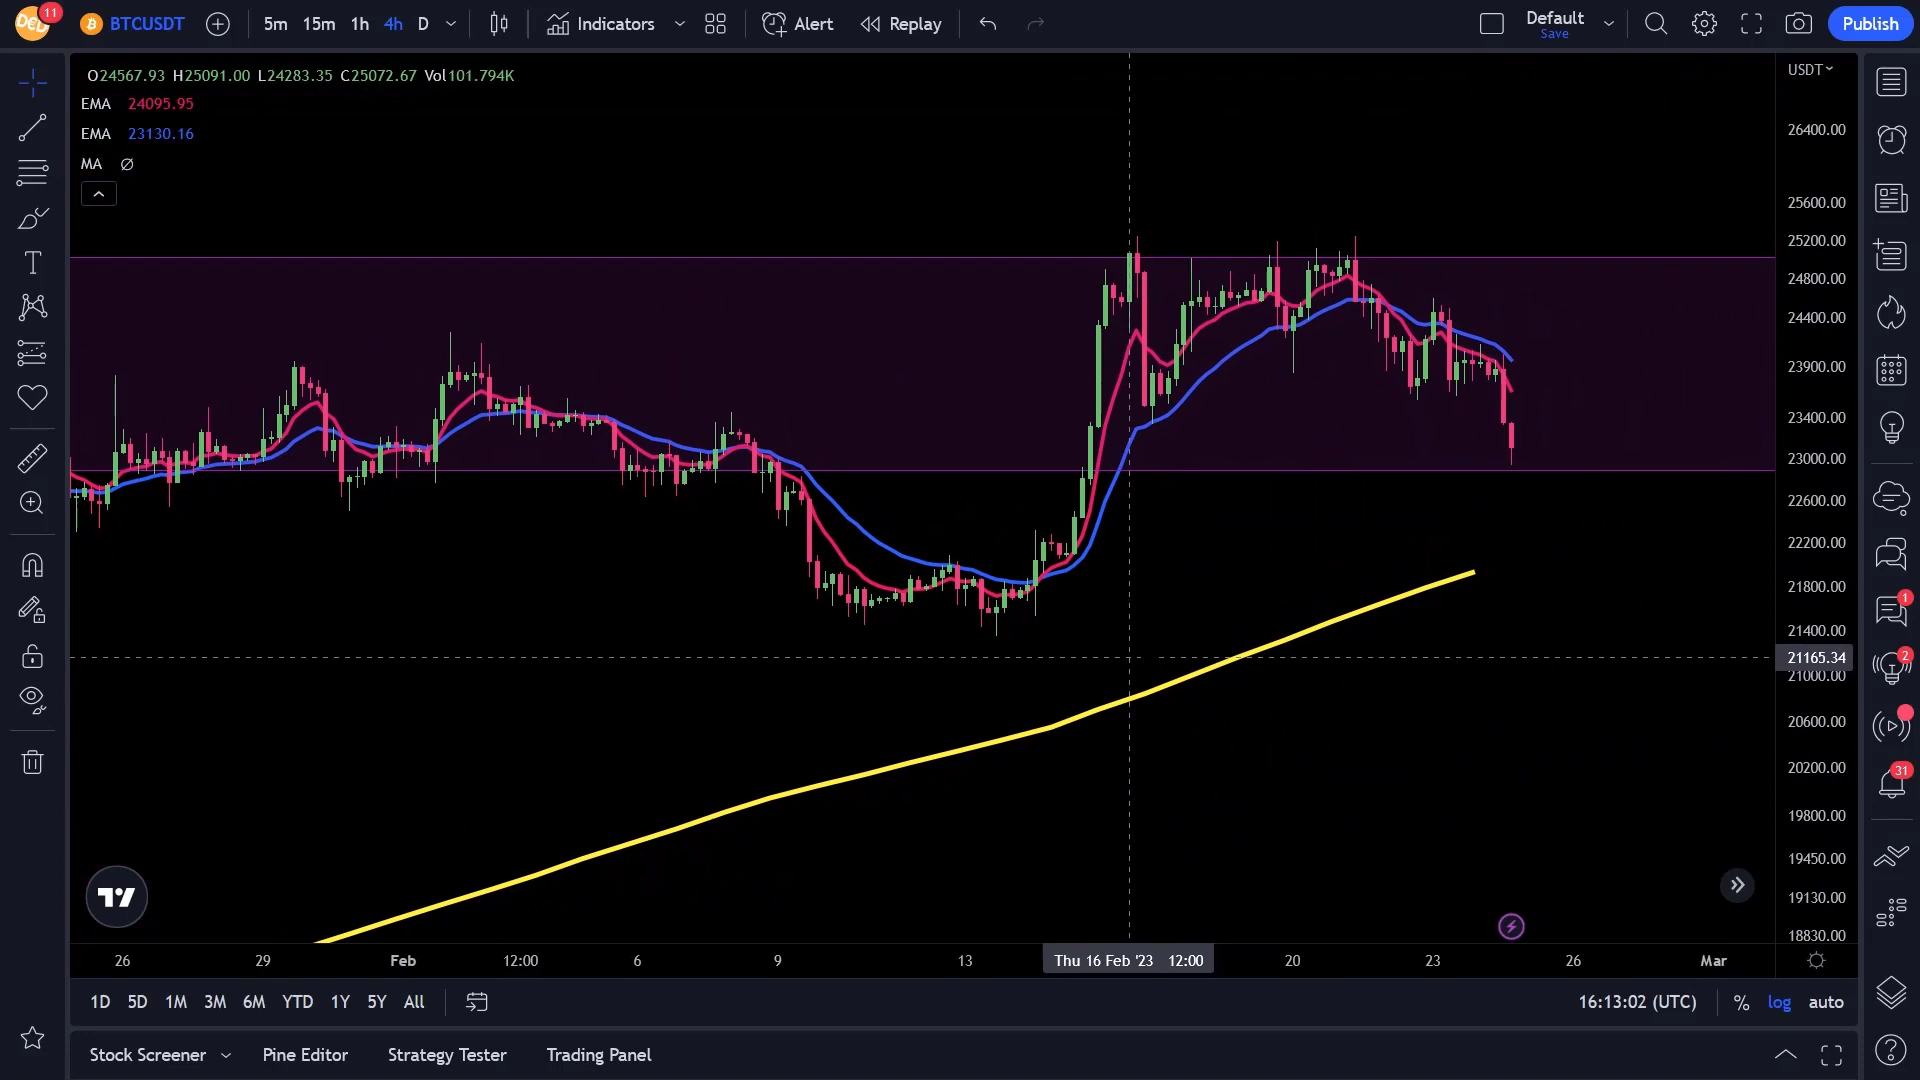 11
BTCUSDT
5m 15m 1h 4h D
Indicators
Alert
Replay
Default
Save
Publish
O24567.93 H25091.00 L24283.35 C25072.67 Vol101.794K
EMA 24095.95
EMA 23130.16
MA Ø
USDT
26400.00
25600.00
25200.00
24800.00
24400.00
23900.00
23400.00
23000.00
22600.00
22200.00
21800.00
21400.00
21165.34
21000.00
20600.00
20200.00
19800.00
19450.00
19130.00
18830.00
1
2
31
26 29 Feb 12:00 6 9 13 Thu 16 Feb '23 12:00 20 23 26 Mar
1D 5D 1M 3M 6M YTD 1Y 5Y All
16:13:02 (UTC) % log auto
Stock Screener Pine Editor Strategy Tester Trading Panel